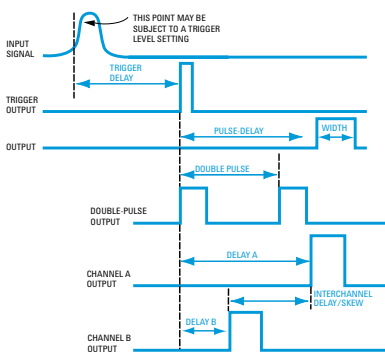 THIS POINT MAY BE
SUBJECT TO A TRIGGER
LEVEL SETTING
INPUT
SIGNAL
TRIGGER
DELAY
TRIGGER
OUTPUT
PULSE-DELAY
WIDTH
OUTPUT
DOUBLE PULSE
DOUBLE-PULSE
OUTPUT
DELAY A
CHANNEL A
OUTPUT
INTERCHANNEL
DELAY/SKEW
DELAY B
CHANNEL B
OUTPUT